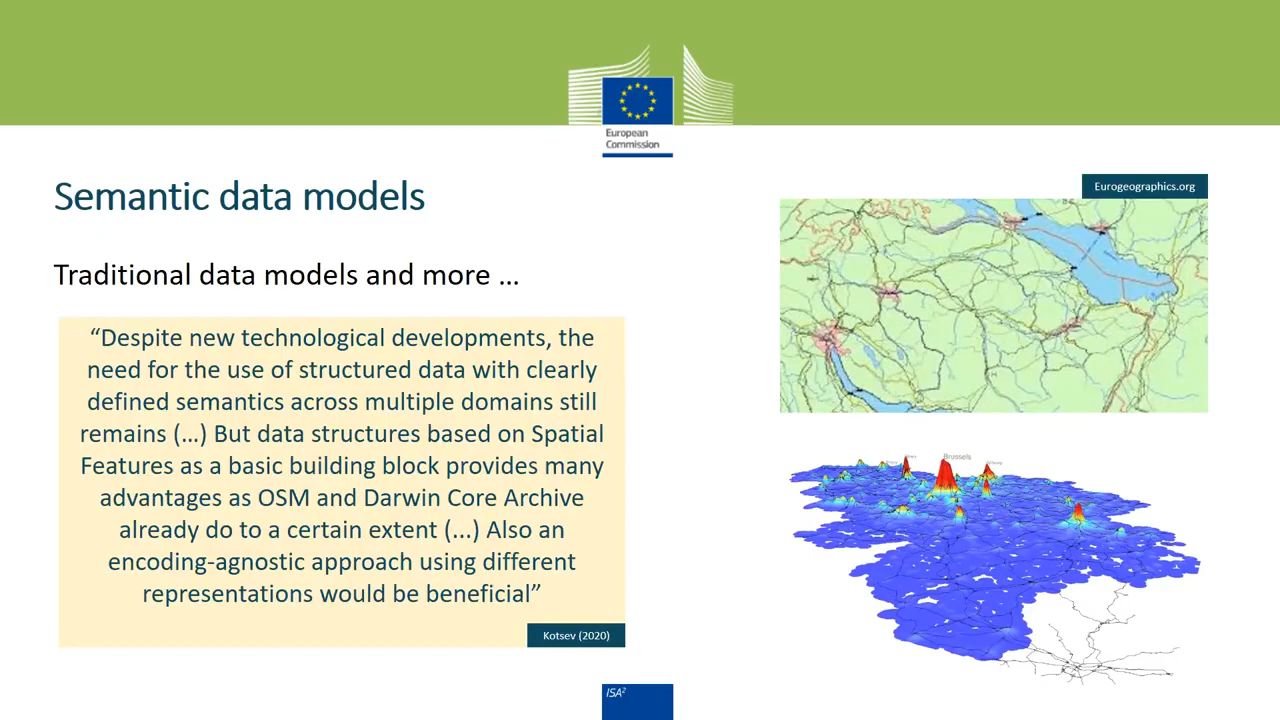 European
Commission
Semantic data models
Eurogeographics.org
Traditional data models and more ...
“Despite new technological developments, the
need for the use of structured data with clearly
defined semantics across multiple domains still
remains (…) But data structures based on Spatial
Features as a basic building block provides many
advantages as OSM and Darwin Core Archive
already do to a certain extent (...) Also an
encoding-agnostic approach using different
representations would be beneficial”
Kotsev (2020)
Brussels
ISA²